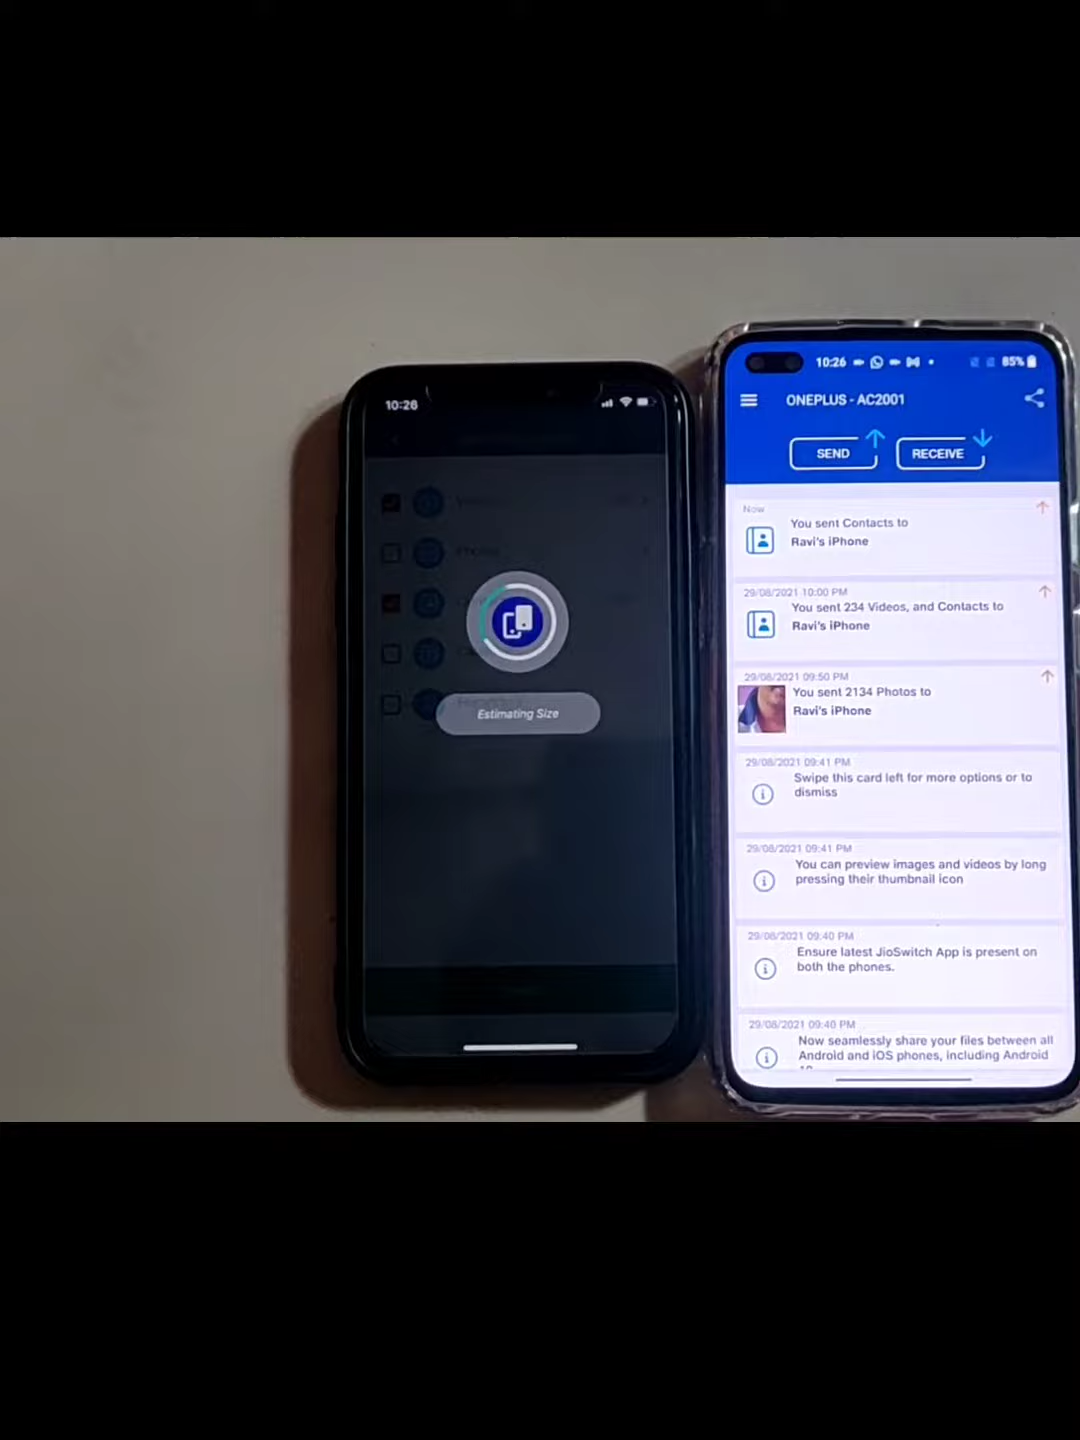 10:26
Photos
Estimating Size
10:26
85%
ONEPLUS - AC2001
SEND
RECEIVE
Now
You sent Contacts to
Ravi's iPhone
29/08/2021 10:00 PM
You sent 234 Videos, and Contacts to
Ravi's iPhone
29/08/2021 09:50 PM
You sent 2134 Photos to
Ravi's iPhone
29/08/2021 09:41 PM
Swipe this card left for more options or to
dismiss
29/08/2021 09:41 PM
You can preview images and videos by long
pressing their thumbnail icon
29/08/2021 09:40 PM
Ensure latest JioSwitch App is present on
both the phones.
29/08/2021 09:40 PM
Now seamlessly share your files between all
Android and iOS phones, including Android